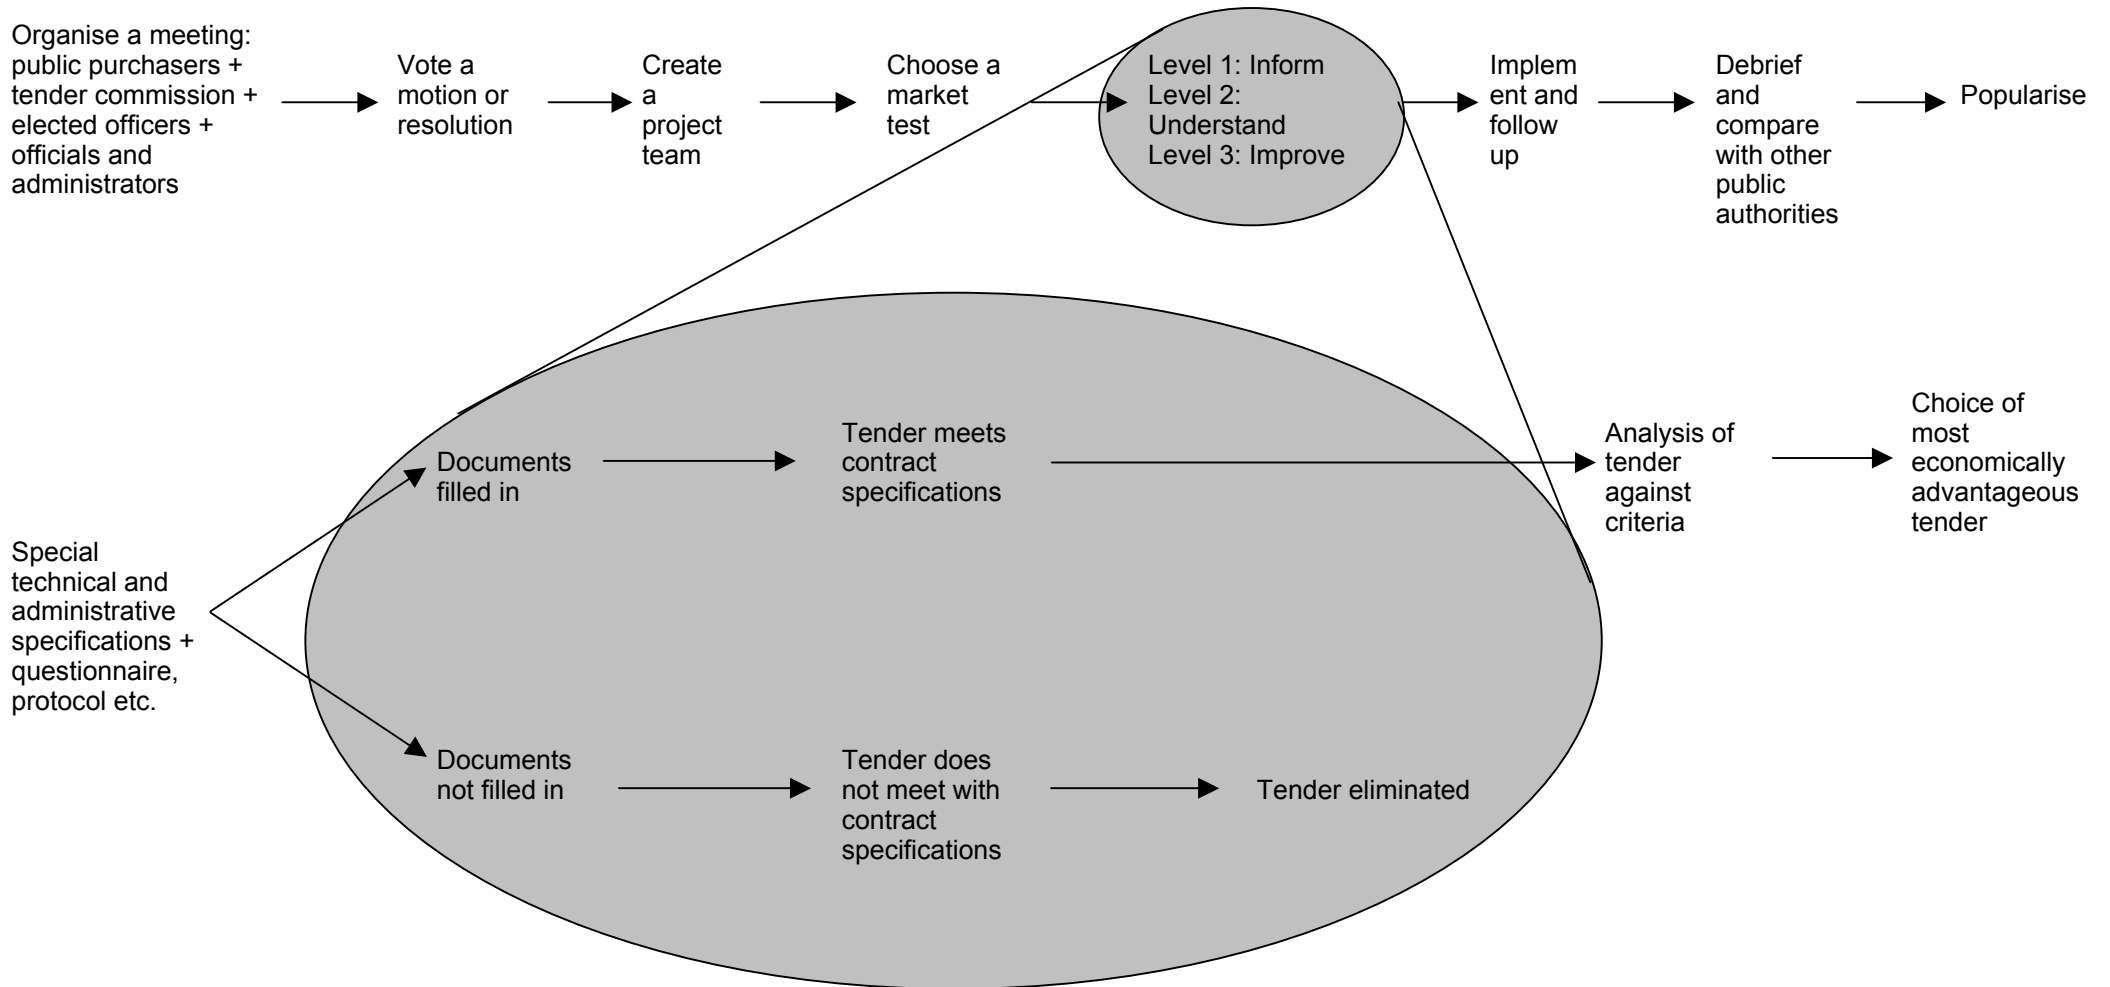 Organise a meeting:
public purchasers +
tender commission +
elected officers +
officials and
administrators
Vote a
motion or
resolution
Create
a
project
team
Choose a
market
test
Level 1: Inform
Level 2:
Understand
Level 3: Improve
Implem
ent and
follow
up
Debrief
and
compare
with other
public
authorities
Popularise
Special
technical and
administrative
specifications +
questionnaire,
protocol etc.
Documents
filled in
Tender meets
contract
specifications
Analysis of
tender
against
criteria
Choice of
most
economically
advantageous
tender
Documents
not filled in
Tender does
not meet with
contract
specifications
Tender eliminated